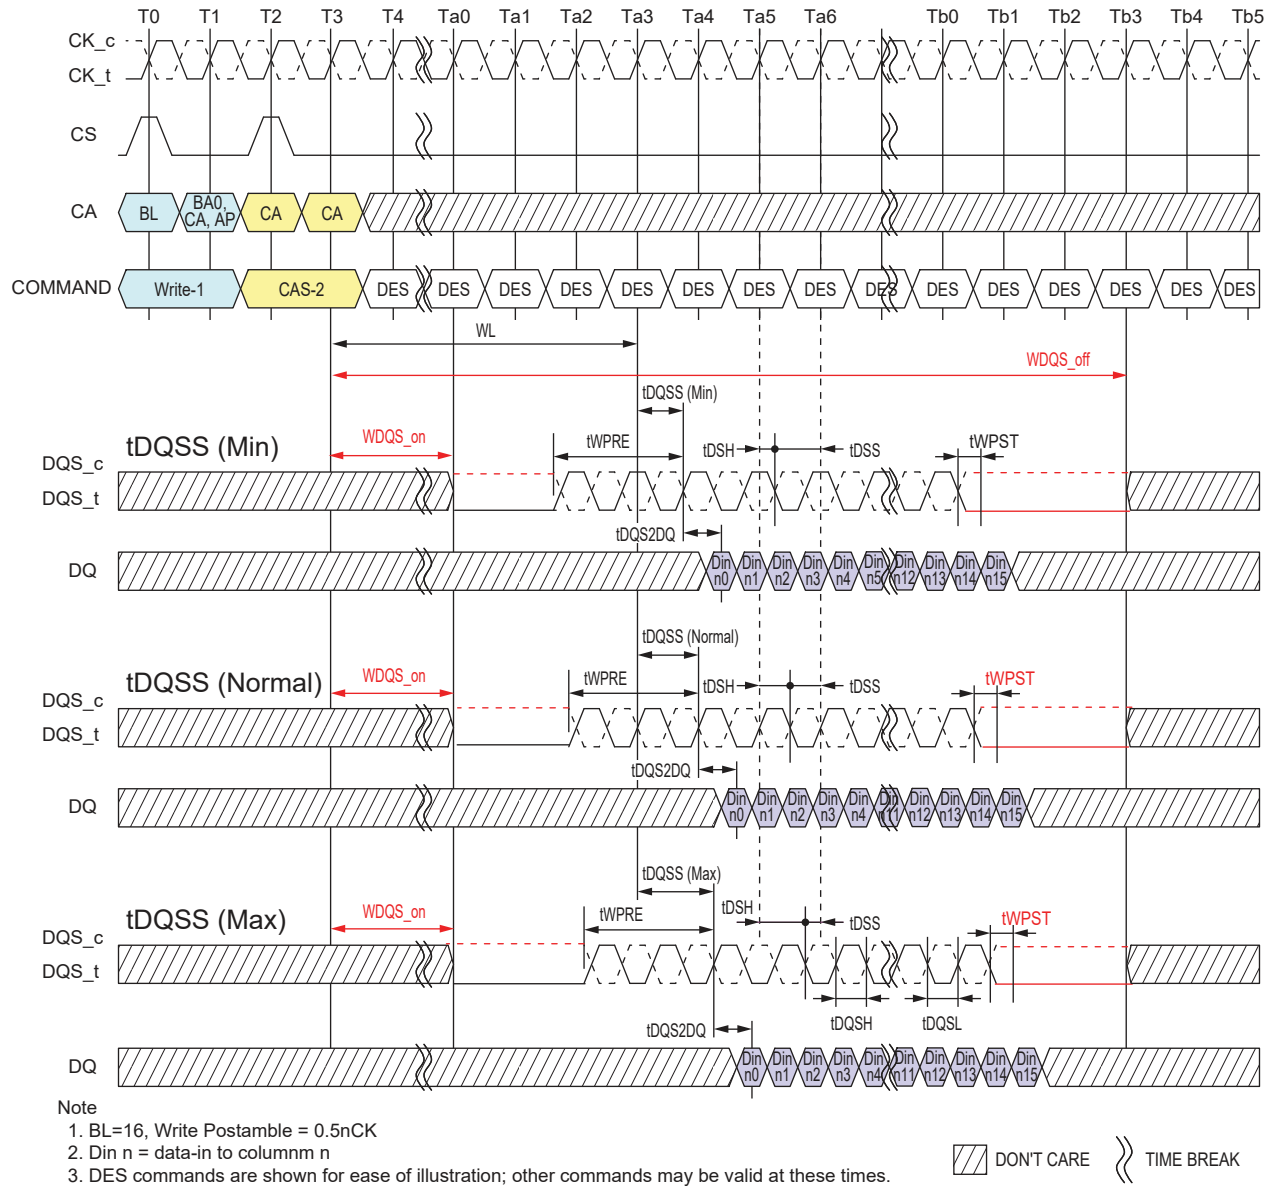 T0 T1 T2 T3 T4 Ta0 Ta1 Ta2 Ta3 Ta4 Ta5 Ta6 Tb0 Tb1 Tb2 Tb3 Tb4 Tb5
CK_c
CK_t
CS
CA BL BA0, CA, AP CA CA
COMMAND Write-1 CAS-2 DES DES DES DES DES DES DES DES DES DES DES DES DES DES DES
WL
WDQS_off
tDQSS (Min)
tDQSS (Min) WDQS_on tWPRE tDSH tDSS tWPST
DQS_c
DQS_t
tDQS2DQ
DQ Din n0 Din n1 Din n2 Din n3 Din n4 Din n5 Din n12 Din n13 Din n14 Din n15
tDQSS (Normal)
tDQSS (Normal) WDQS_on tWPRE tDSH tDSS tWPST
DQS_c
DQS_t
tDQS2DQ
DQ Din n0 Din n1 Din n2 Din n3 Din n4 Din n11 Din n12 Din n13 Din n14 Din n15
tDQSS (Max)
tDQSS (Max) WDQS_on tWPRE tDSH tDSS tWPST
DQS_c
DQS_t
tDQSH tDQSL
tDQS2DQ
DQ Din n0 Din n1 Din n2 Din n3 Din n4 Din n11 Din n12 Din n13 Din n14 Din n15
Note
1. BL=16, Write Postamble = 0.5nCK
2. Din n = data-in to columnm n
3. DES commands are shown for ease of illustration; other commands may be valid at these times.
DON'T CARE TIME BREAK